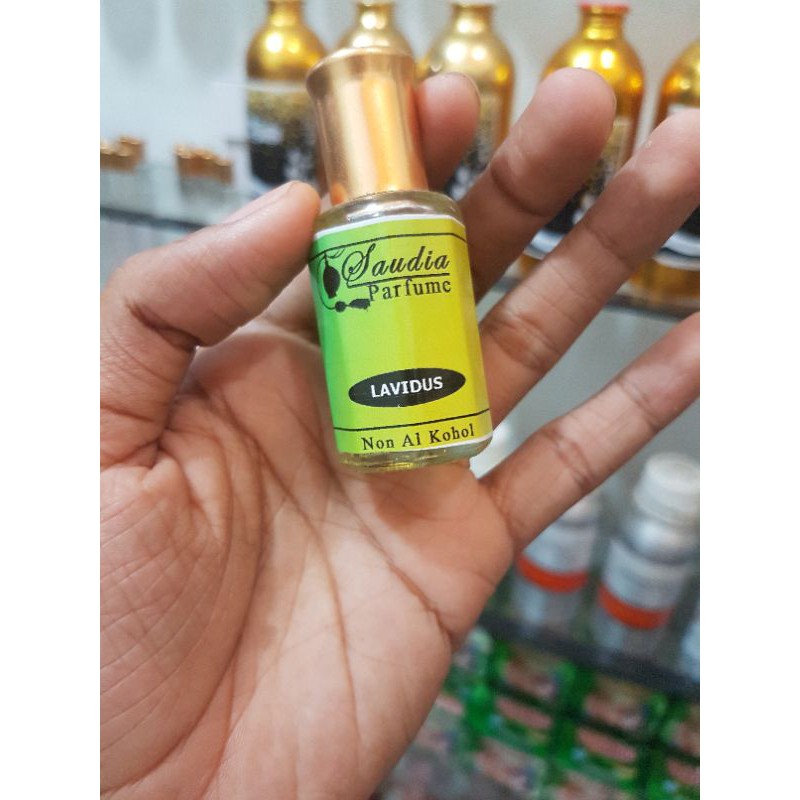 Saudia
Parfume
LAVIDUS
Non Al Kohol